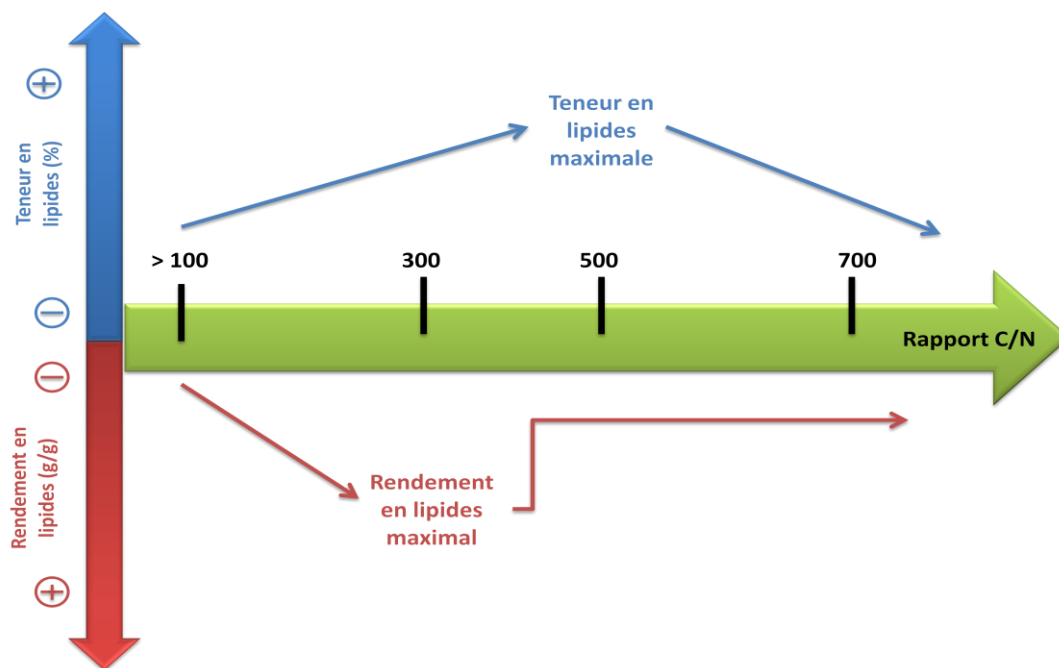 Teneur en
lipides (%)
+
−
Teneur en
lipides
maximale
> 100
300
500
700
Rapport C/N
−
+
Rendement en
lipides (g/g)
Rendement
en lipides
maximal